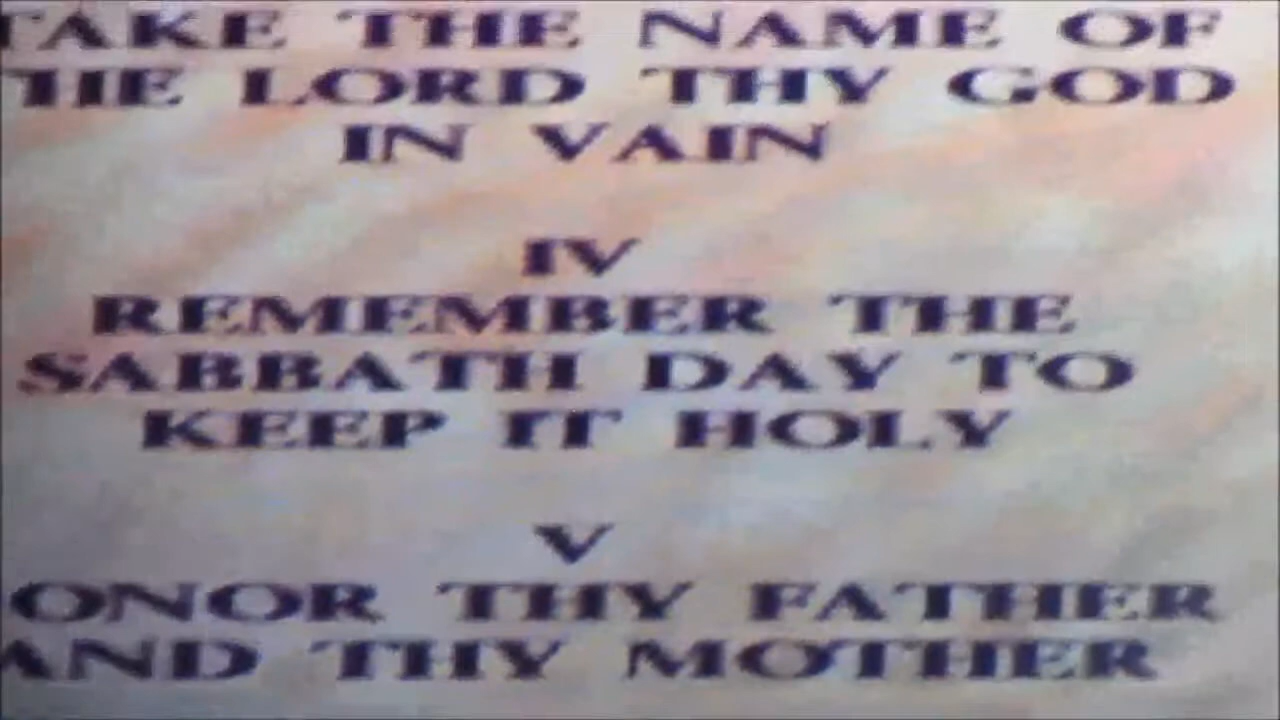 TAKE THE NAME OF
THE LORD THY GOD
IN VAIN
IV
REMEMBER THE
SABBATH DAY TO
KEEP IT HOLY
V
ONOR THY FATHER
AND THY MOTHER